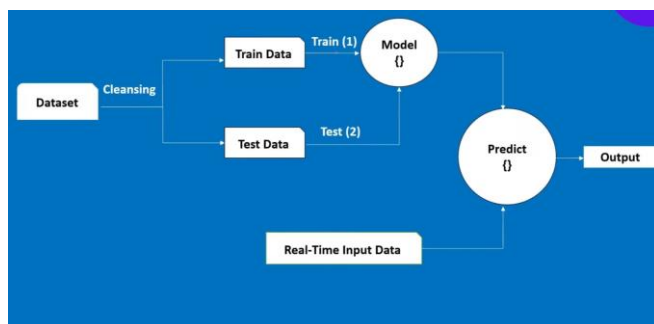 Train Data
Train (1)
Model
{}
Cleansing
Dataset
Test Data
Test (2)
Predict
{}
Output
Real-Time Input Data